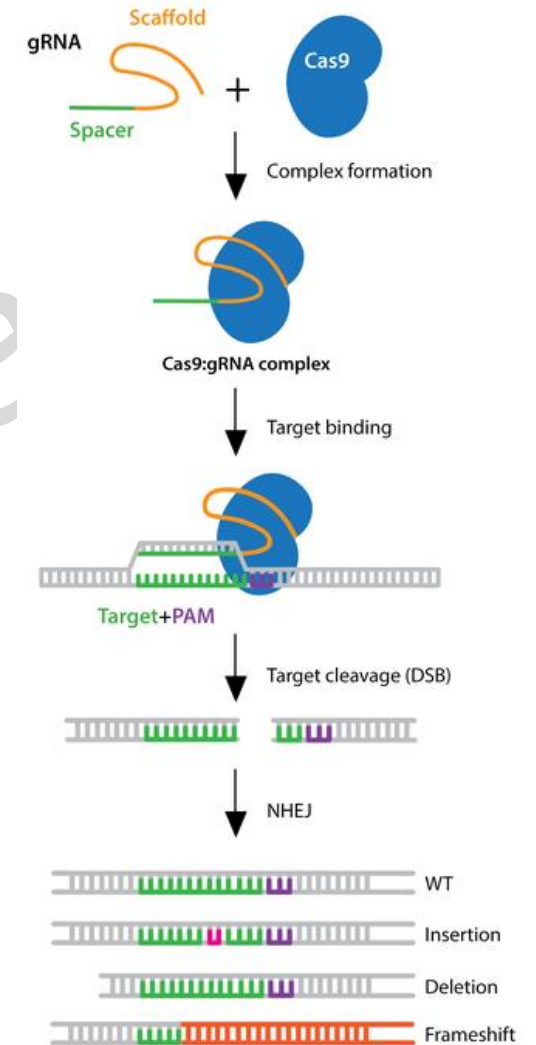 Scaffold
gRNA
Cas9
+
Spacer
Complex formation
Cas9:gRNA complex
Target binding
Target+PAM
Target cleavage (DSB)
NHEJ
WT
Insertion
Deletion
Frameshift